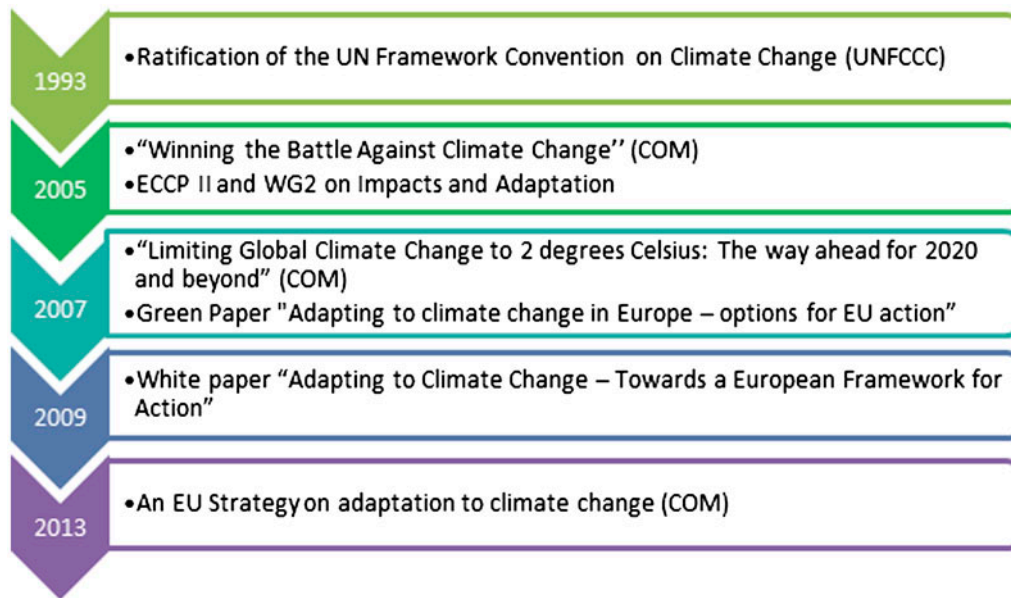 1993
•Ratification of the UN Framework Convention on Climate Change (UNFCCC)
2005
•“Winning the Battle Against Climate Change’’ (COM)
•ECCP II and WG2 on Impacts and Adaptation
2007
•“Limiting Global Climate Change to 2 degrees Celsius: The way ahead for 2020
and beyond” (COM)
•Green Paper "Adapting to climate change in Europe – options for EU action”
2009
•White paper “Adapting to Climate Change – Towards a European Framework for
Action”
2013
•An EU Strategy on adaptation to climate change (COM)